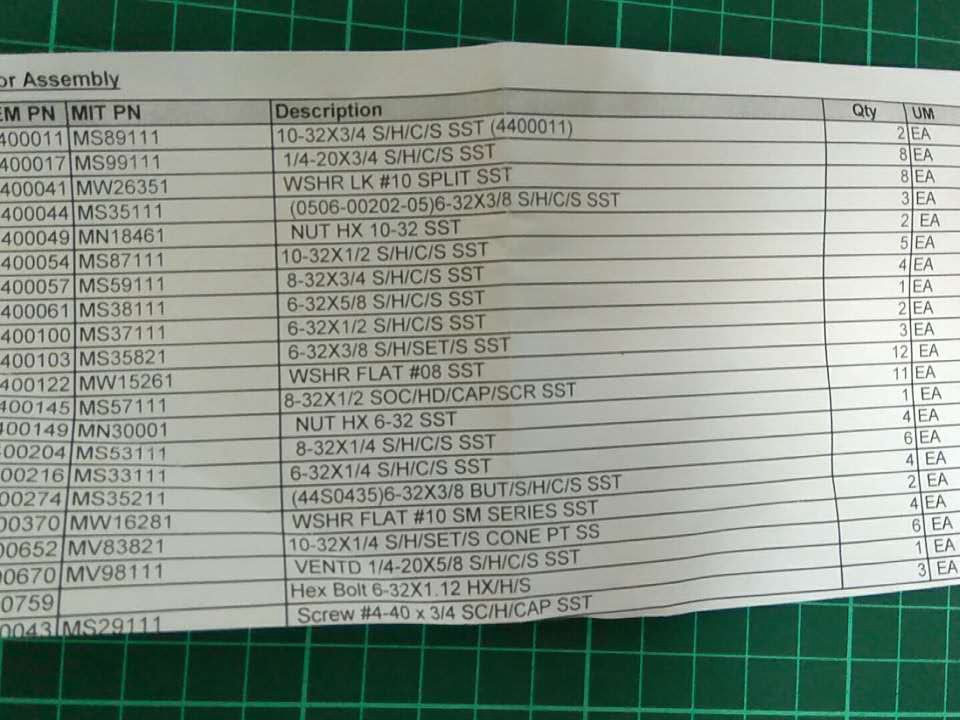 or Assembly
EM PN MIT PN Description Qty UM
400011 MS89111 10-32X3/4 S/H/C/S SST (4400011) 2 EA
400017 MS99111 1/4-20X3/4 S/H/C/S SST 8 EA
400041 MW26351 WSHR LK #10 SPLIT SST 8 EA
400044 MS35111 (0506-00202-05)6-32X3/8 S/H/C/S SST 3 EA
400049 MN18461 NUT HX 10-32 SST 2 EA
400054 MS87111 10-32X1/2 S/H/C/S SST 5 EA
400057 MS59111 8-32X3/4 S/H/C/S SST 4 EA
400061 MS38111 6-32X5/8 S/H/C/S SST 1 EA
400100 MS37111 6-32X1/2 S/H/C/S SST 2 EA
400103 MS35821 6-32X3/8 S/H/SET/S SST 3 EA
400122 MW15261 WSHR FLAT #08 SST 12 EA
400145 MS57111 8-32X1/2 SOC/HD/CAP/SCR SST 11 EA
400149 MN30001 NUT HX 6-32 SST 1 EA
400204 MS53111 8-32X1/4 S/H/C/S SST 4 EA
00216 MS33111 6-32X1/4 S/H/C/S SST 6 EA
00274 MS35211 (44S0435)6-32X3/8 BUT/S/H/C/S SST 4 EA
00370 MW16281 WSHR FLAT #10 SM SERIES SST 2 EA
00652 MV83821 10-32X1/4 S/H/SET/S CONE PT SS 4 EA
00670 MV98111 VENTD 1/4-20X5/8 S/H/C/S SST 6 EA
0759 Hex Bolt 6-32X1.12 HX/H/S 1 EA
0043 MS29111 Screw #4-40 x 3/4 SC/H/CAP SST 3 EA